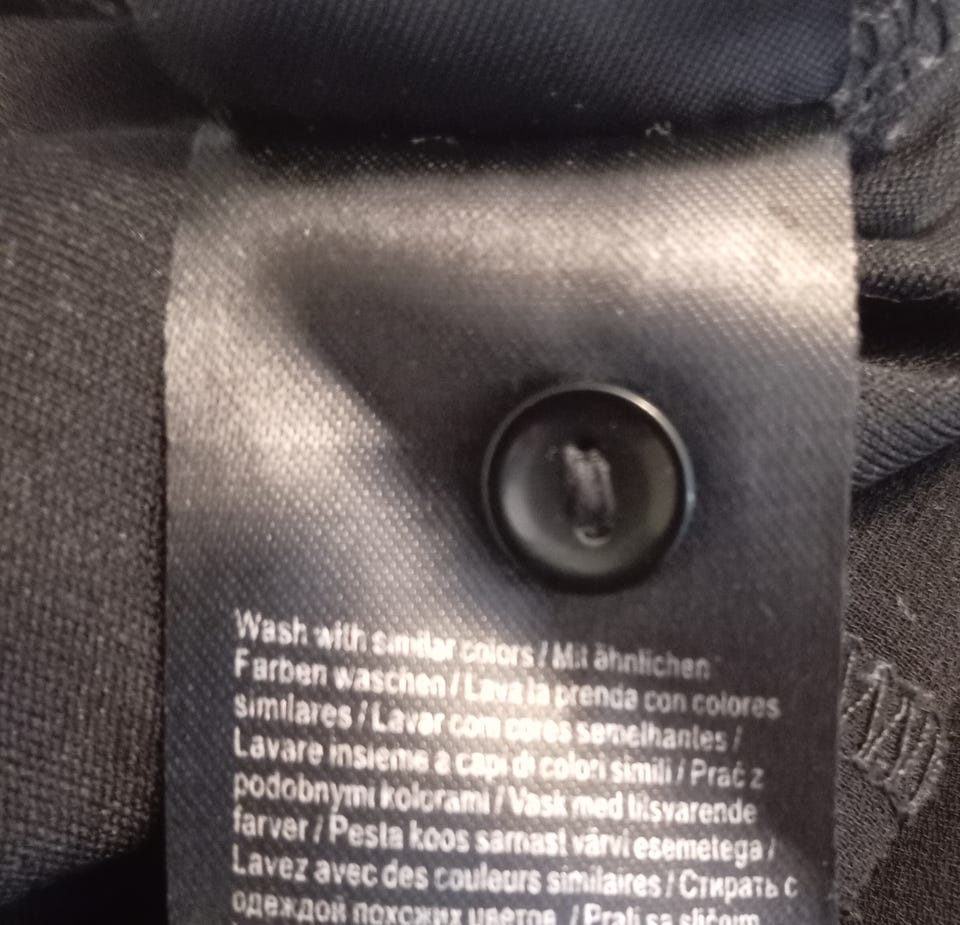 Wash with similar colors / Mit ähnlichen
Farben waschen / Lava la prenda con colores
similares / Lavar com cores semelhantes /
Lavare insieme a capi di colori simili / Prać z
podobnymi kolorami / Vask med tilsvarende
farver / Pesta koos sarnast värvi esemetega /
Lavez avec des couleurs similaires / Стирать с
одеждой похожих цветов / Prati sa sličnim